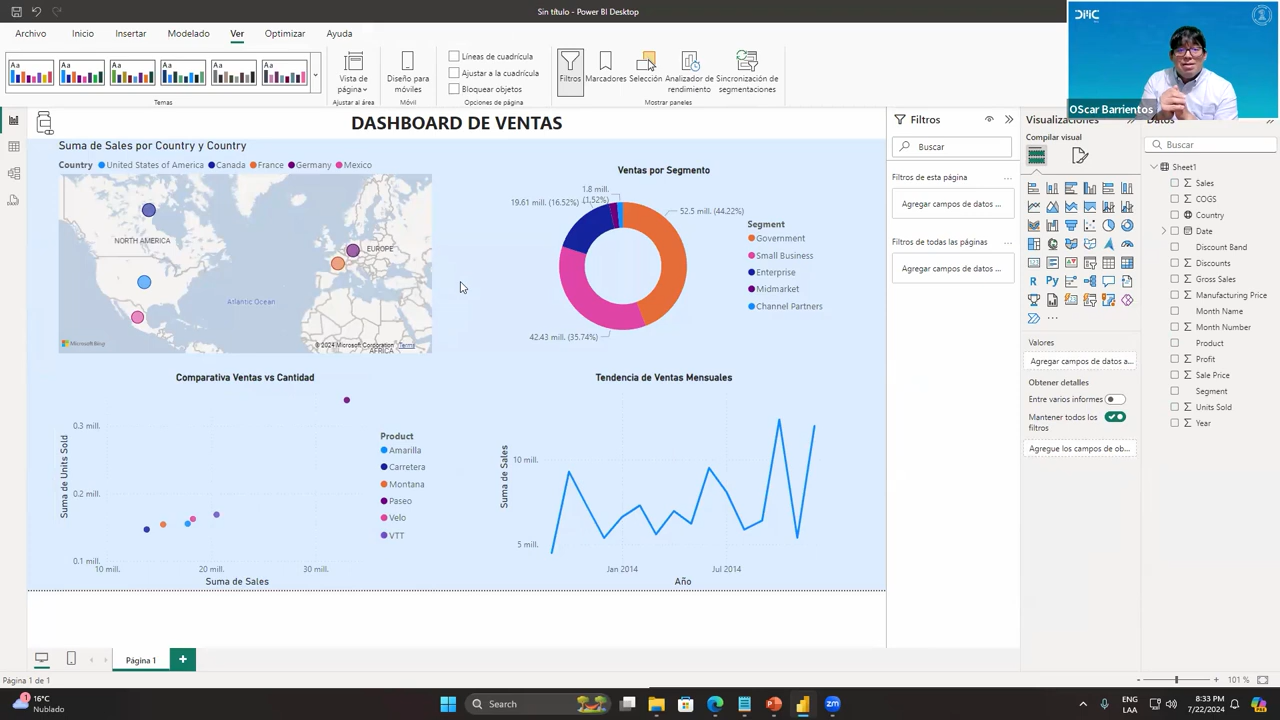 Sin título - Power BI Desktop
Archivo
Inicio
Insertar
Modelado
Ver
Optimizar
Ayuda
Aa
Aa
Aa
Aa
Aa
Aa
Temas
Vista de página
Ajustar al área
Diseño para móviles
Móvil
Líneas de cuadrícula
Ajustar a la cuadrícula
Bloquear objetos
Opciones de página
Filtros
Marcadores
Selección
Analizador de rendimiento
Sincronización de segmentaciones
Mostrar paneles
DMC
OScar Barrientos
DASHBOARD DE VENTAS
Suma de Sales por Country y Country
Country United States of America Canada France Germany Mexico
NORTH AMERICA
EUROPE
Atlantic Ocean
AFRICA
Microsoft Bing
© 2024 Microsoft Corporation Terms
Ventas por Segmento
1.8 mill. (1.52%)
19.61 mill. (16.52%)
52.5 mill. (44.22%)
42.43 mill. (35.74%)
Segment
Government
Small Business
Enterprise
Midmarket
Channel Partners
Comparativa Ventas vs Cantidad
Suma de Units Sold
0.3 mill.
0.2 mill.
0.1 mill.
10 mill.
20 mill.
30 mill.
Suma de Sales
Product
Amarilla
Carretera
Montana
Paseo
Velo
VTT
Tendencia de Ventas Mensuales
Suma de Sales
10 mill.
5 mill.
Jan 2014
Jul 2014
Año
Filtros
Buscar
Filtros de esta página
...
Agregar campos de datos ...
Filtros de todas las páginas
...
Agregar campos de datos ...
Visualizaciones
Compilar visual
R Py
...
Valores
Agregar campos de datos a...
Obtener detalles
Entre varios informes
Mantener todos los filtros
Agregue los campos de ob...
Datos
Buscar
Sheet1
Sales
COGS
Country
Date
Discount Band
Discounts
Gross Sales
Manufacturing Price
Month Name
Month Number
Product
Profit
Sale Price
Segment
Units Sold
Year
Página 1
Página 1 de 1
101 %
1
16°C
Nublado
Search
ENG
LAA
8:33 PM
7/22/2024